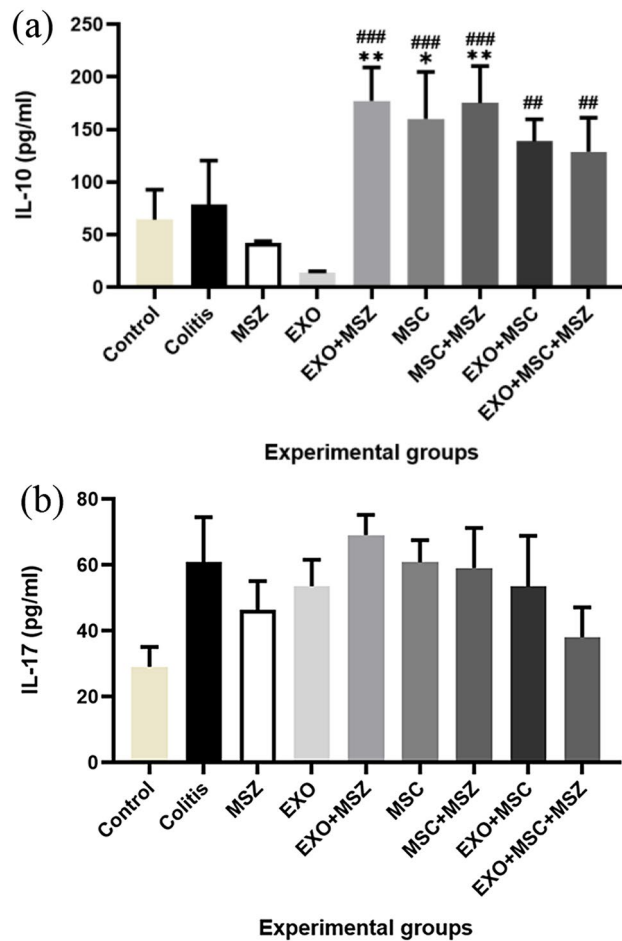 (a)
IL-10 (pg/ml)
250
200
150
100
50
0
### ### ###
** * ** ## ##
Control Colitis MSZ EXO EXO+MSZ MSC MSC+MSZ EXO+MSC EXO+MSC+MSZ
Experimental groups
(b)
IL-17 (pg/ml)
80
60
40
20
0
Control Colitis MSZ EXO EXO+MSZ MSC MSC+MSZ EXO+MSC EXO+MSC+MSZ
Experimental groups